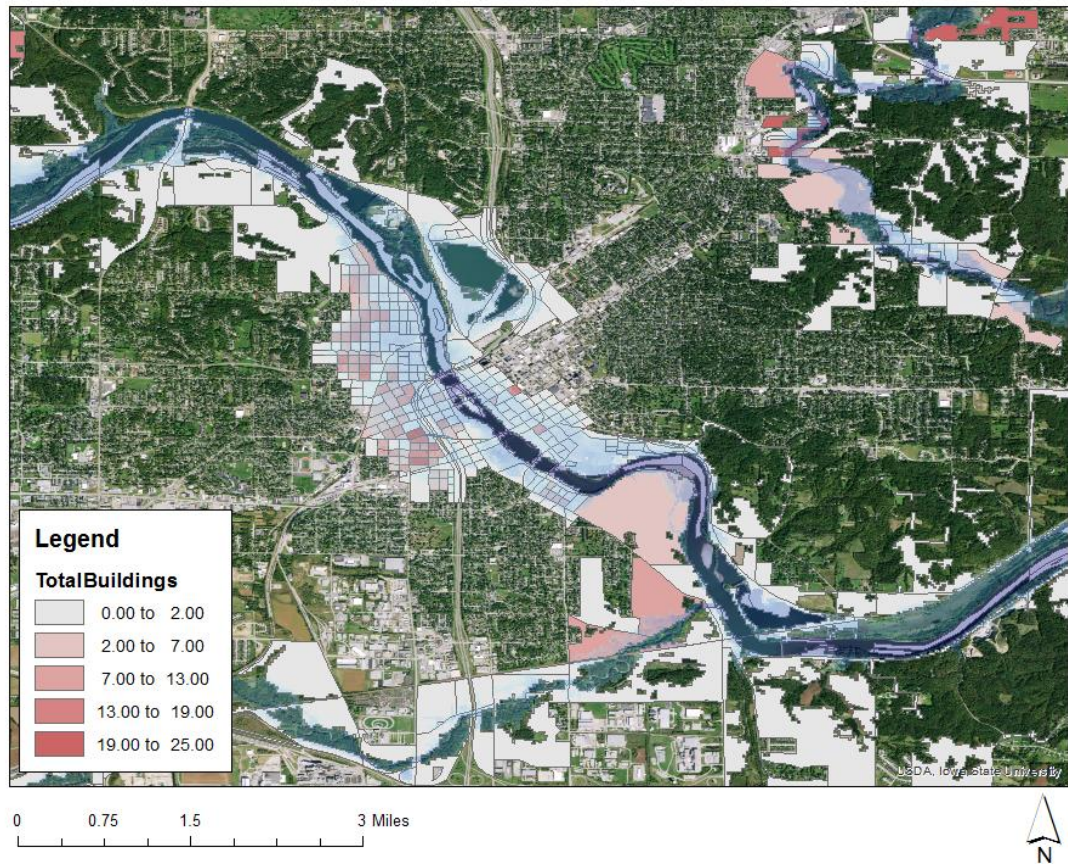 Legend
TotalBuildings
0.00 to 2.00
2.00 to 7.00
7.00 to 13.00
13.00 to 19.00
19.00 to 25.00
USDA, Iowa State University
0 0.75 1.5 3 Miles
N